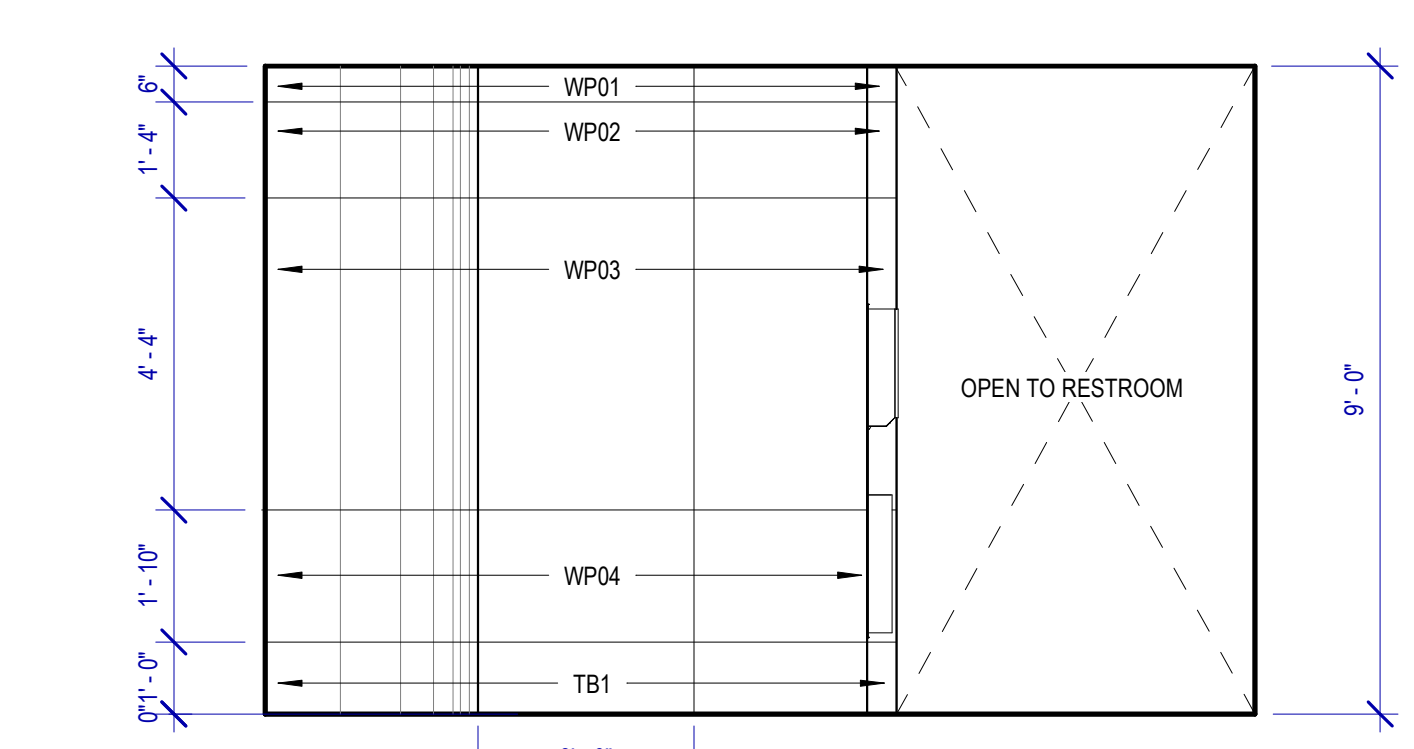 6"
1' - 4"
4' - 4"
1' - 10"
1' - 0"
0"
WP01
WP02
WP03
WP04
TB1
OPEN TO RESTROOM
9' - 0"